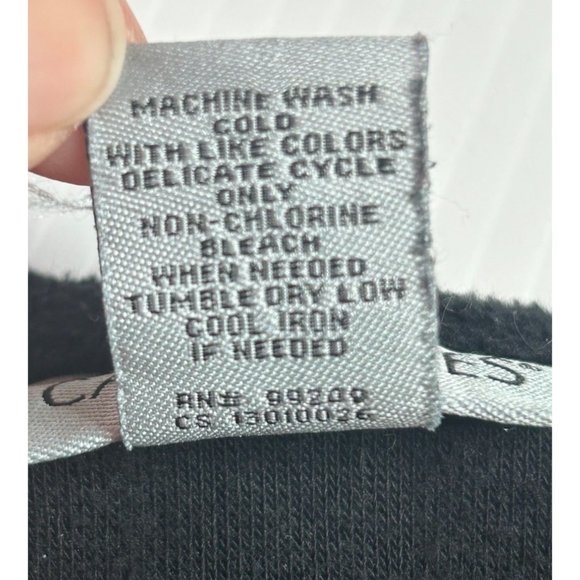 MACHINE WASH
COLD
WITH LIKE COLORS
DELICATE CYCLE
ONLY
NON-CHLORINE
BLEACH
WHEN NEEDED
TUMBLE DRY LOW
COOL IRON
IF NEEDED
RN# 99249
CS 13010026